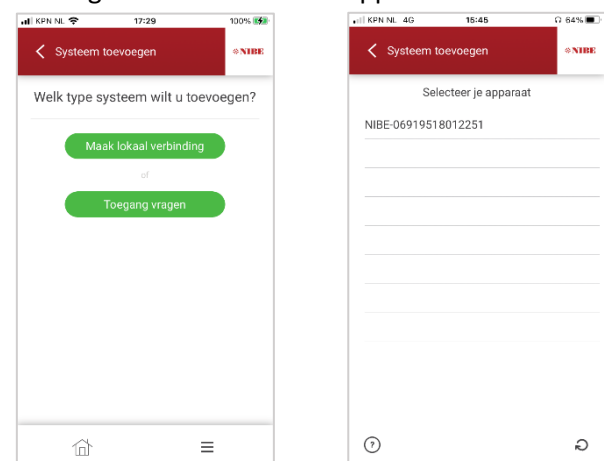 KPN NL 17:29 100%
Systeem toevoegen
NIBE
Welk type systeem wilt u toevoegen?
Maak lokaal verbinding
of
Toegang vragen
KPN NL 4G 15:45 64%
Systeem toevoegen
NIBE
Selecteer je apparaat
NIBE-06919518012251
?